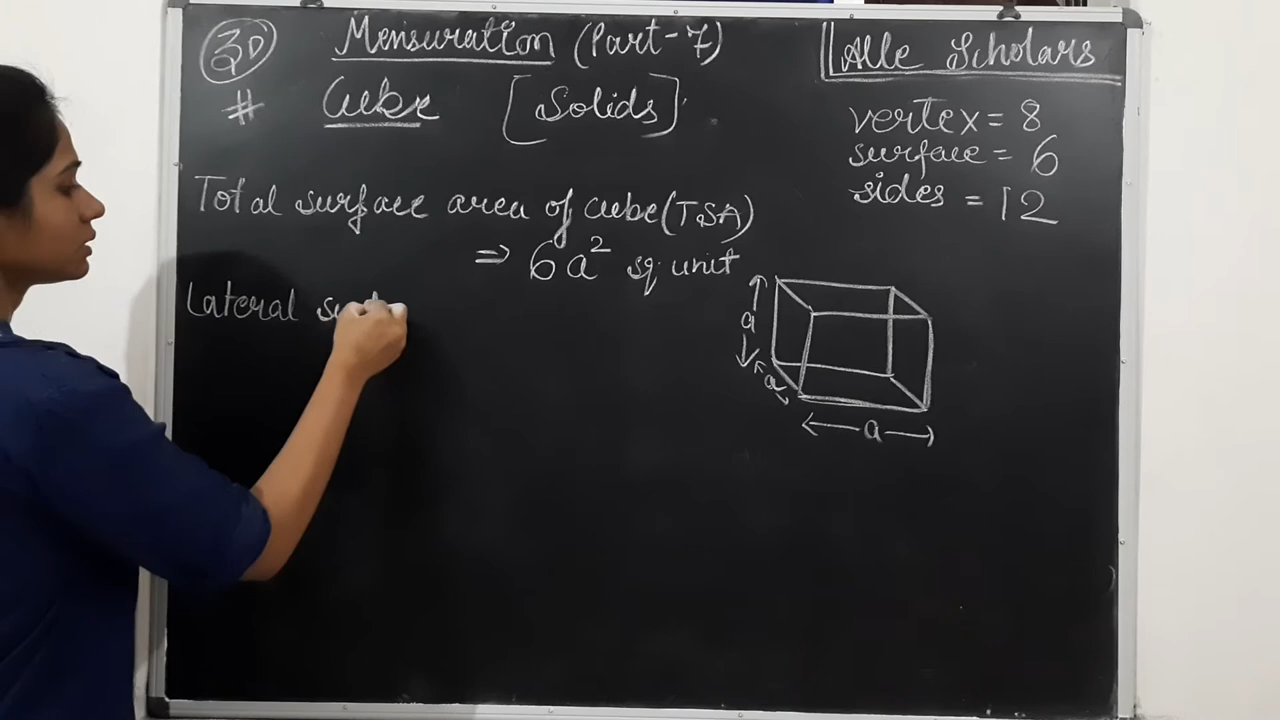 3D Mensuration (Part-7)
Alle Scholars
# Cube [Solids]
vertex = 8
surface = 6
sides = 12
Total surface area of cube (TSA)
⇒ 6a² sq unit
Lateral su
a
a
a